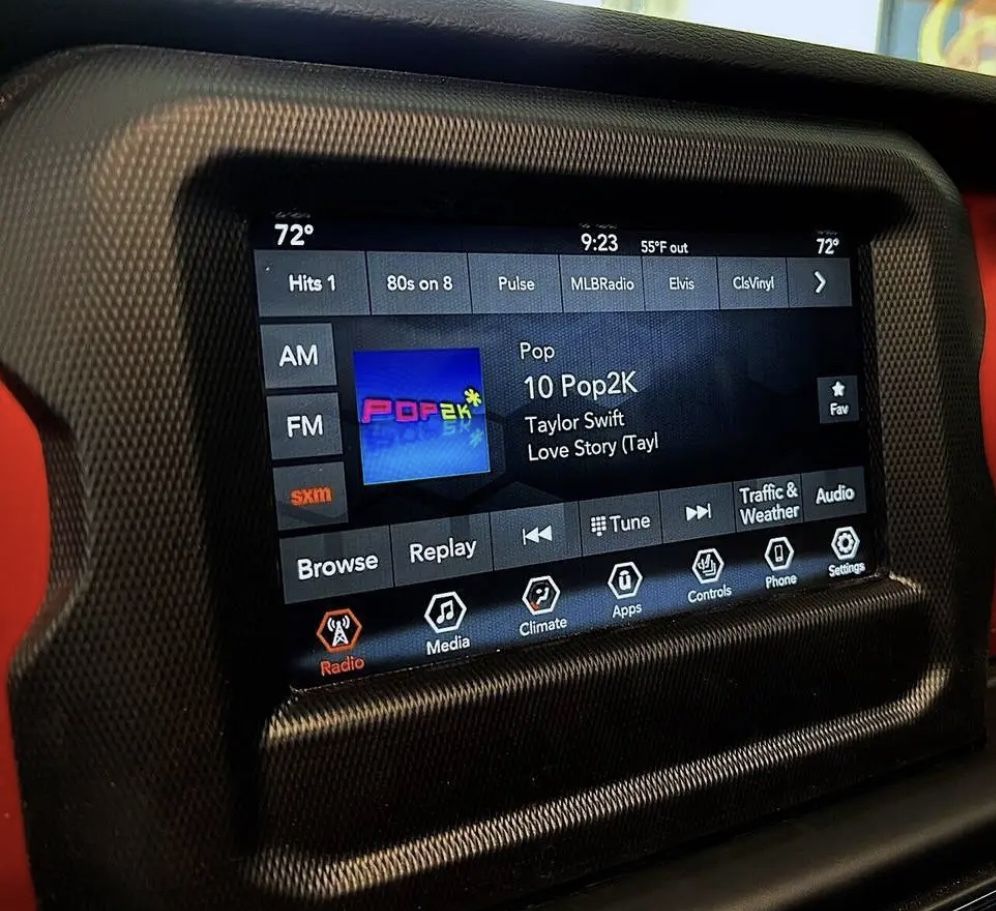 72° 9:23 55°F out 72°
Hits 1 80s on 8 Pulse MLBRadio Elvis ClsVinyl
AM
FM
sxm
POP2K
Pop
10 Pop2K
Taylor Swift
Love Story (Tayl
Fav
Browse Replay Tune Traffic & Weather Audio
Radio Media Climate Apps Controls Phone Settings